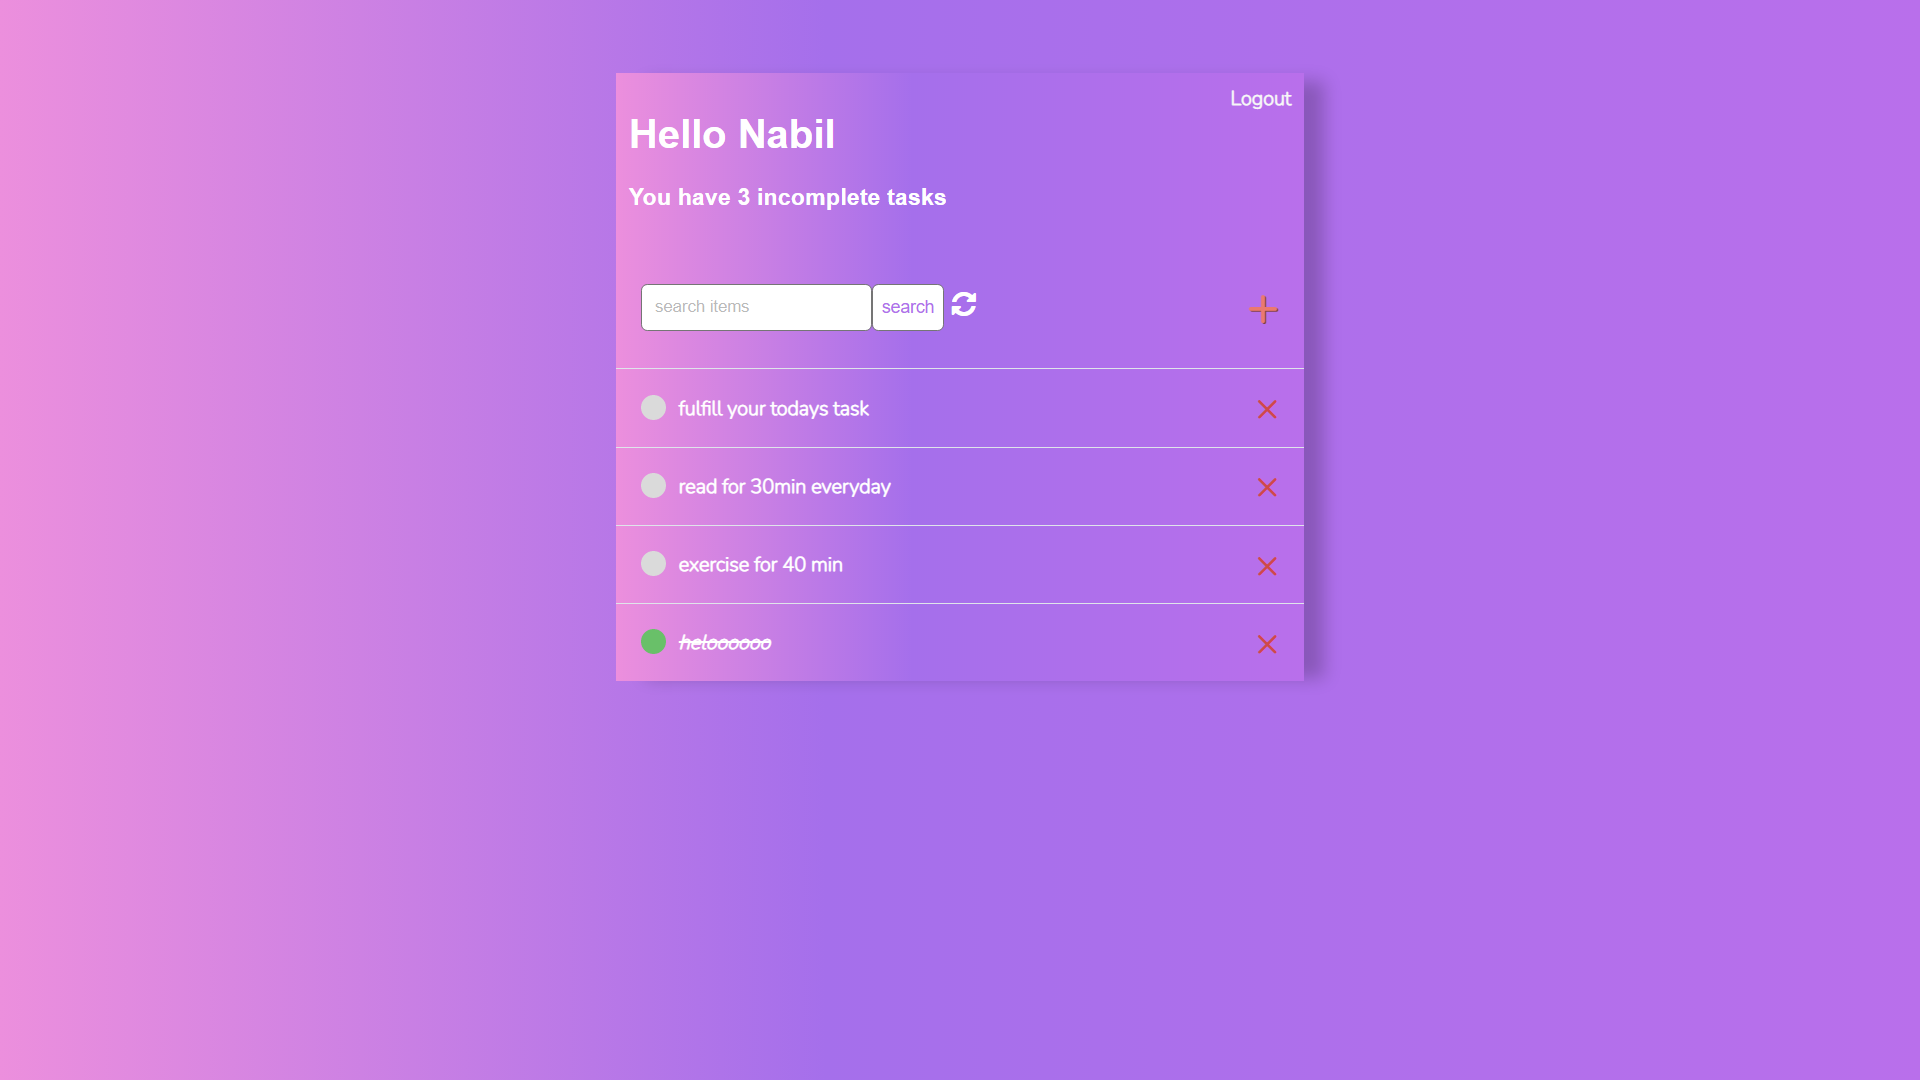 Logout
Hello Nabil
You have 3 incomplete tasks
search items search
fulfill your todays task
read for 30min everyday
exercise for 40 min
heloooooo